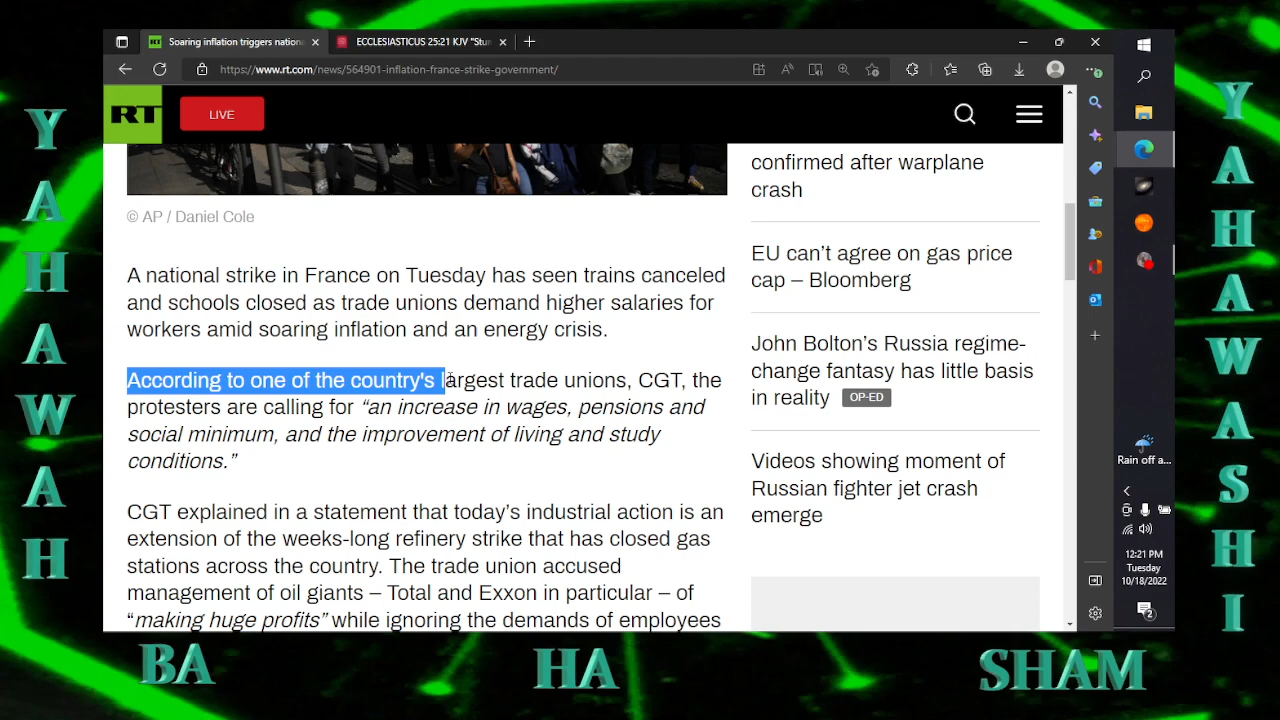 Soaring inflation triggers nation
ECCLESIASTICUS 25:21 KJV "Stum
https://www.rt.com/news/564901-inflation-france-strike-government/
RT
LIVE
© AP / Daniel Cole
A national strike in France on Tuesday has seen trains canceled
and schools closed as trade unions demand higher salaries for
workers amid soaring inflation and an energy crisis.
According to one of the country's largest trade unions, CGT, the
protesters are calling for “an increase in wages, pensions and
social minimum, and the improvement of living and study
conditions.”
CGT explained in a statement that today’s industrial action is an
extension of the weeks-long refinery strike that has closed gas
stations across the country. The trade union accused
management of oil giants – Total and Exxon in particular – of
“making huge profits” while ignoring the demands of employees
confirmed after warplane
crash
EU can’t agree on gas price
cap – Bloomberg
John Bolton’s Russia regime-
change fantasy has little basis
in reality OP-ED
Videos showing moment of
Russian fighter jet crash
emerge
Rain off a...
12:21 PM
Tuesday
10/18/2022
2
YAHAWAH
YAHAWASHI
BA HA SHAM